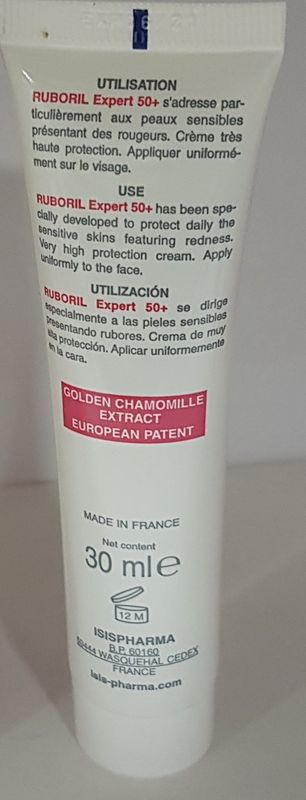 UTILISATION
RUBORIL Expert 50+ s'adresse par-
ticulièrement aux peaux sensibles
présentant des rougeurs. Crème très
haute protection. Appliquer uniformé-
ment sur le visage.
USE
RUBORIL Expert 50+ has been spe-
cially developed to protect daily the
sensitive skins featuring redness.
Very high protection cream. Apply
uniformly to the face.
UTILIZACIÓN
RUBORIL Expert 50+ se dirige
especialmente a las pieles sensibles
presentando rubores. Crema de muy
alta protección. Aplicar uniformemente
en la cara.
GOLDEN CHAMOMILLE
EXTRACT
EUROPEAN PATENT
MADE IN FRANCE
Net content
30 ml e
12 M
ISISPHARMA
B.P. 60160
59444 WASQUEHAL CEDEX
FRANCE
isis-pharma.com